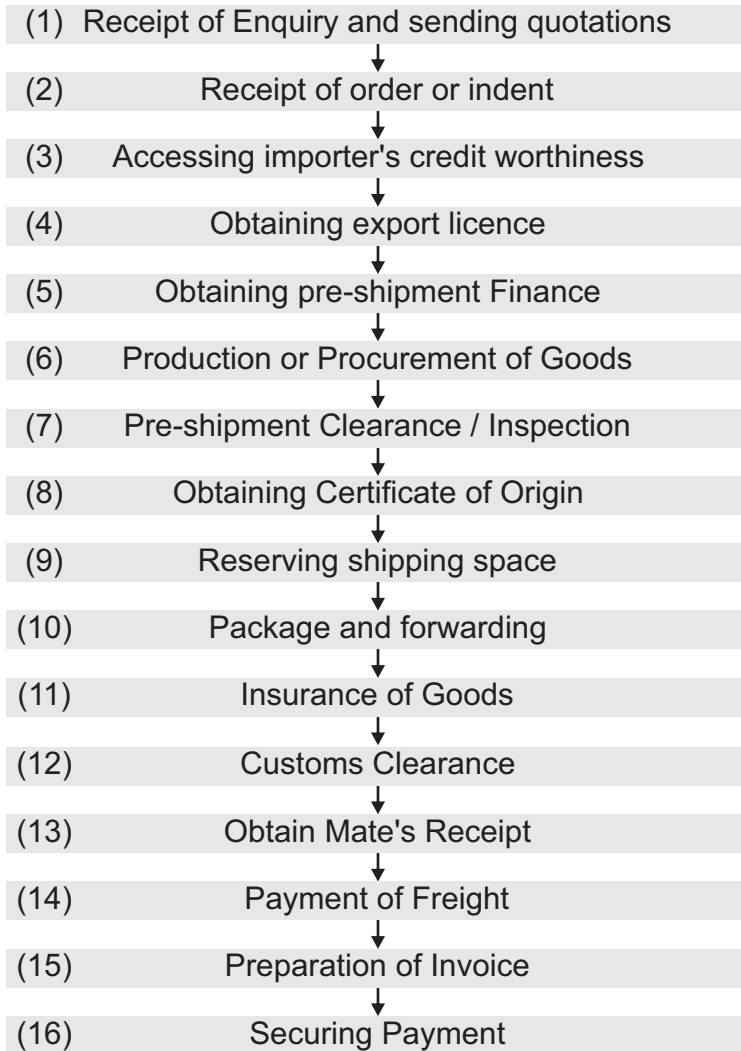 (1) Receipt of Enquiry and sending quotations
(2) Receipt of order or indent
(3) Accessing importer's credit worthiness
(4) Obtaining export licence
(5) Obtaining pre-shipment Finance
(6) Production or Procurement of Goods
(7) Pre-shipment Clearance / Inspection
(8) Obtaining Certificate of Origin
(9) Reserving shipping space
(10) Package and forwarding
(11) Insurance of Goods
(12) Customs Clearance
(13) Obtain Mate's Receipt
(14) Payment of Freight
(15) Preparation of Invoice
(16) Securing Payment